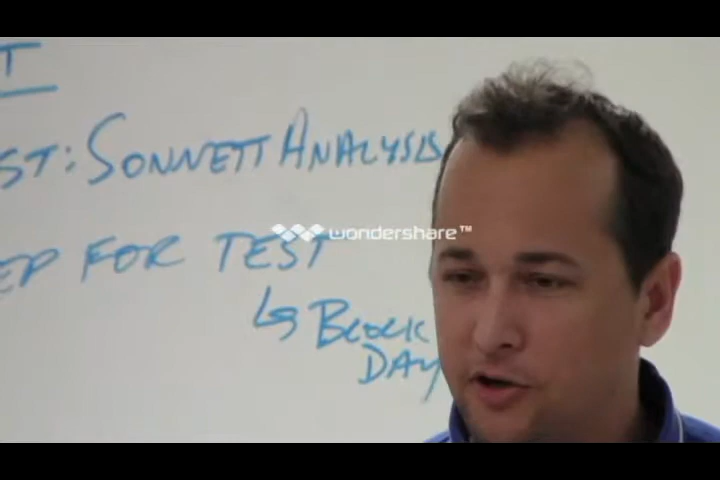 T
ST: SONNETT ANALYSIS
EP FOR TEST
wondershare™
↳ BLOCK
DAY